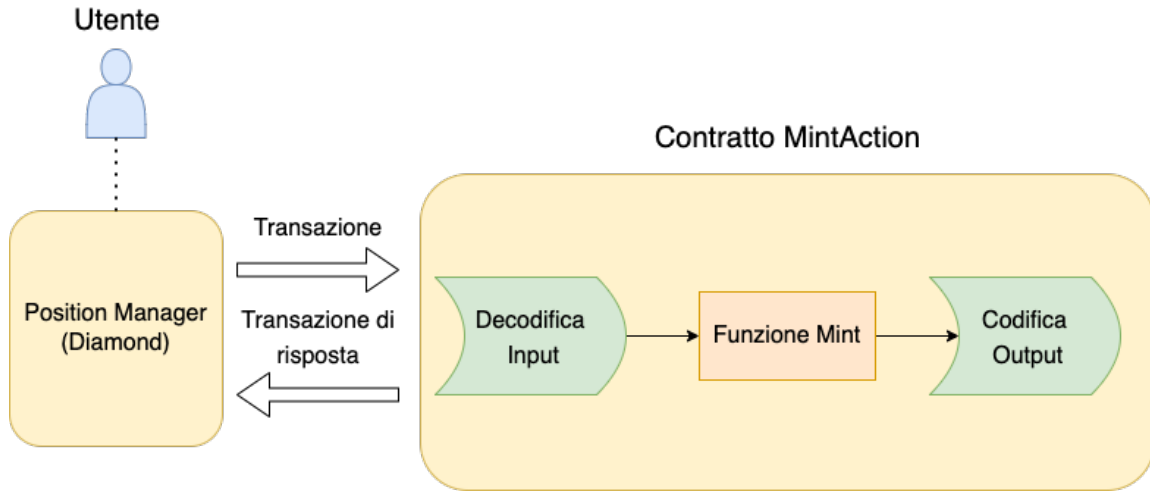 Utente
Contratto MintAction
Position Manager
(Diamond)
Transazione
Transazione di
risposta
Decodifica
Input
Funzione Mint
Codifica
Output